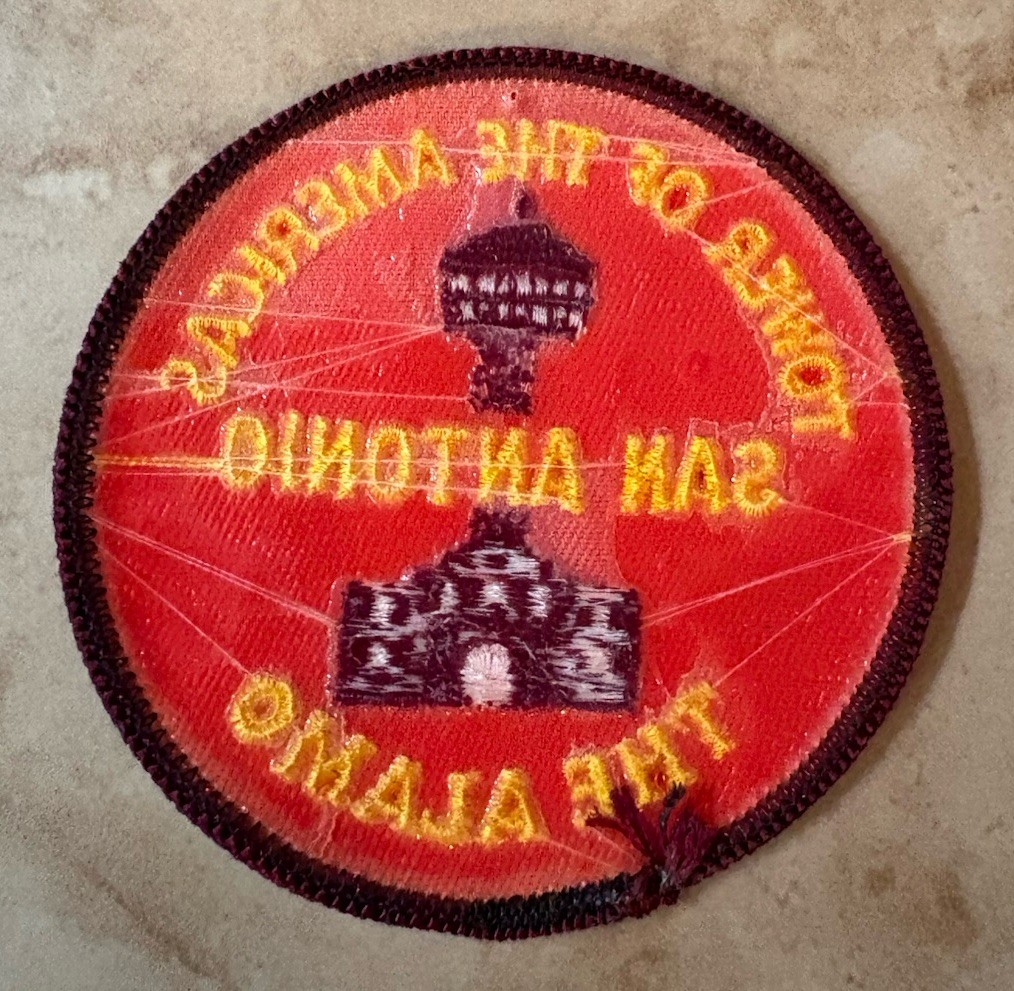 TOWER OF THE AMERICAS
SAN ANTONIO
THE ALAMO